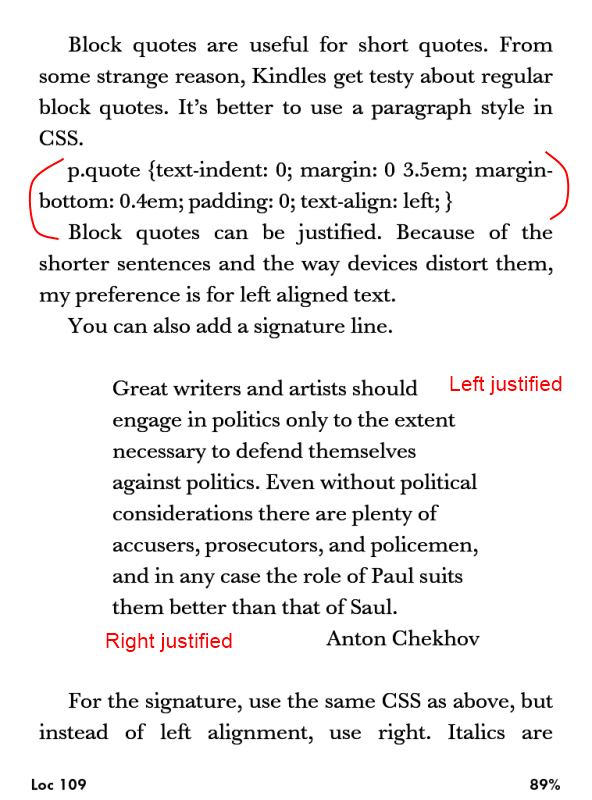 Block quotes are useful for short quotes. From
some strange reason, Kindles get testy about regular
block quotes. It’s better to use a paragraph style in
CSS.
p.quote {text-indent: 0; margin: 0 3.5em; margin-
bottom: 0.4em; padding: 0; text-align: left; }
Block quotes can be justified. Because of the
shorter sentences and the way devices distort them,
my preference is for left aligned text.
You can also add a signature line.
Great writers and artists should
Left justified
engage in politics only to the extent
necessary to defend themselves
against politics. Even without political
considerations there are plenty of
accusers, prosecutors, and policemen,
and in any case the role of Paul suits
them better than that of Saul.
Right justified
Anton Chekhov
For the signature, use the same CSS as above, but
instead of left alignment, use right. Italics are
Loc 109
89%